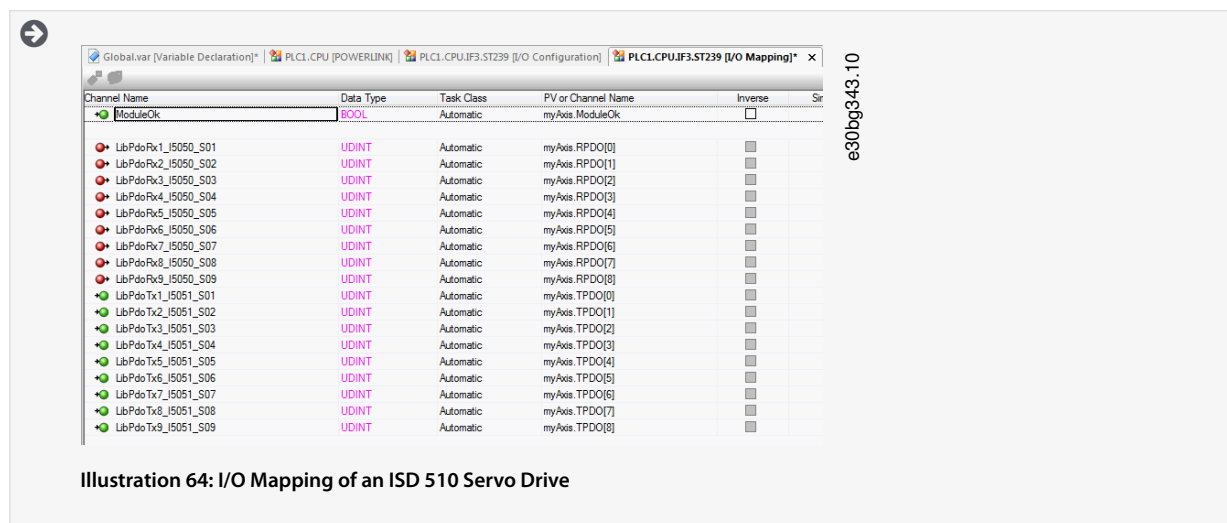 Global.var [Variable Declaration]* PLC1.CPU [POWERLINK] PLC1.CPU.IF3.ST239 [I/O Configuration] PLC1.CPU.IF3.ST239 [I/O Mapping]* x
Channel Name Data Type Task Class PV or Channel Name Inverse Sir
ModuleOk BOOL Automatic myAxis.ModuleOk
LibPdoRx1_I5050_S01 UDINT Automatic myAxis.RPDO[0]
LibPdoRx2_I5050_S02 UDINT Automatic myAxis.RPDO[1]
LibPdoRx3_I5050_S03 UDINT Automatic myAxis.RPDO[2]
LibPdoRx4_I5050_S04 UDINT Automatic myAxis.RPDO[3]
LibPdoRx5_I5050_S05 UDINT Automatic myAxis.RPDO[4]
LibPdoRx6_I5050_S06 UDINT Automatic myAxis.RPDO[5]
LibPdoRx7_I5050_S07 UDINT Automatic myAxis.RPDO[6]
LibPdoRx8_I5050_S08 UDINT Automatic myAxis.RPDO[7]
LibPdoRx9_I5050_S09 UDINT Automatic myAxis.RPDO[8]
LibPdoTx1_I5051_S01 UDINT Automatic myAxis.TPDO[0]
LibPdoTx2_I5051_S02 UDINT Automatic myAxis.TPDO[1]
LibPdoTx3_I5051_S03 UDINT Automatic myAxis.TPDO[2]
LibPdoTx4_I5051_S04 UDINT Automatic myAxis.TPDO[3]
LibPdoTx5_I5051_S05 UDINT Automatic myAxis.TPDO[4]
LibPdoTx6_I5051_S06 UDINT Automatic myAxis.TPDO[5]
LibPdoTx7_I5051_S07 UDINT Automatic myAxis.TPDO[6]
LibPdoTx8_I5051_S08 UDINT Automatic myAxis.TPDO[7]
LibPdoTx9_I5051_S09 UDINT Automatic myAxis.TPDO[8]
e30bg343.10
Illustration 64: I/O Mapping of an ISD 510 Servo Drive